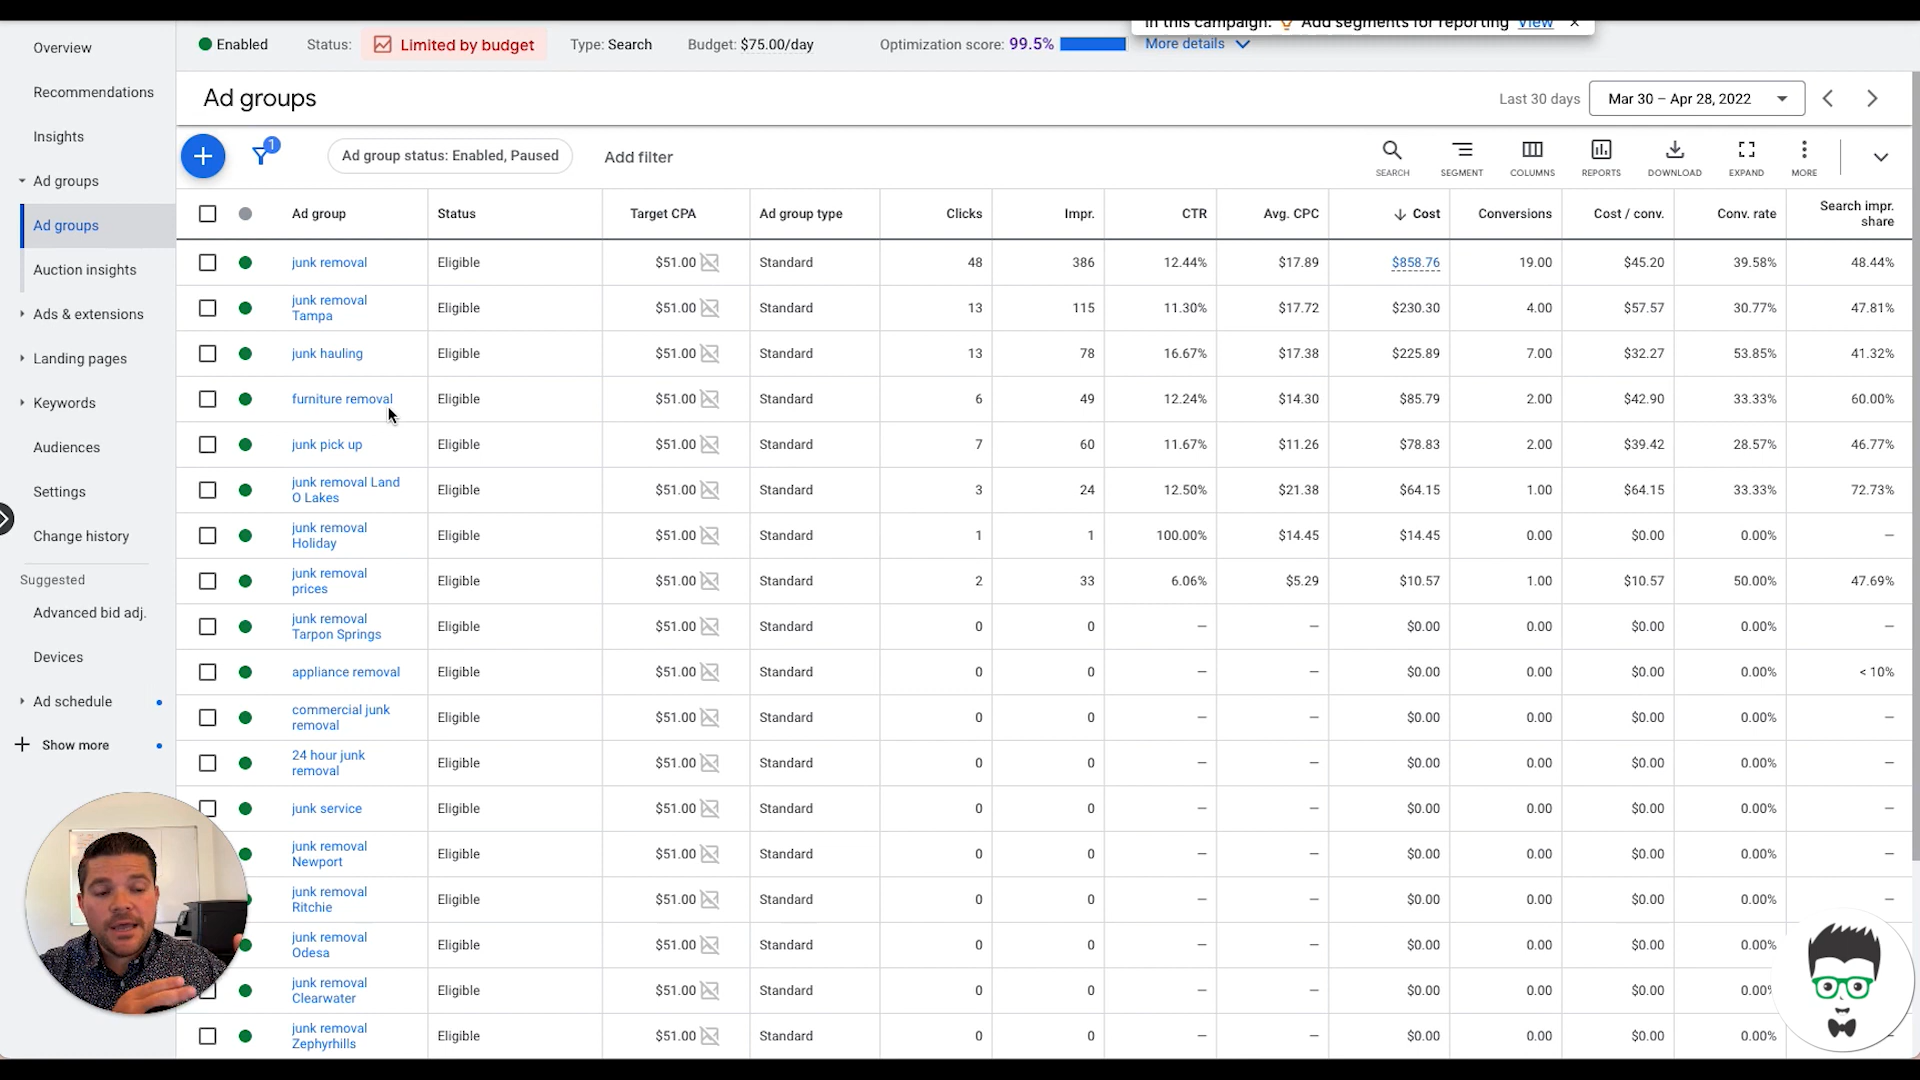 In this campaign: Add segments for reporting View ×
Overview
Recommendations
Insights
Ad groups
Ad groups
Auction insights
Ads & extensions
Landing pages
Keywords
Audiences
Settings
Change history
Suggested
Advanced bid adj.
Devices
Ad schedule
Show more
Enabled Status: Limited by budget Type: Search Budget: $75.00/day Optimization score: 99.5% More details
Ad groups Last 30 days Mar 30 – Apr 28, 2022
1 Ad group status: Enabled, Paused Add filter
SEARCH SEGMENT COLUMNS REPORTS DOWNLOAD EXPAND MORE
Ad group Status Target CPA Ad group type Clicks Impr. CTR Avg. CPC Cost Conversions Cost / conv. Conv. rate Search impr.
share
junk removal Eligible $51.00 Standard 48 386 12.44% $17.89 $858.76 19.00 $45.20 39.58% 48.44%
junk removal
Tampa Eligible $51.00 Standard 13 115 11.30% $17.72 $230.30 4.00 $57.57 30.77% 47.81%
junk hauling Eligible $51.00 Standard 13 78 16.67% $17.38 $225.89 7.00 $32.27 53.85% 41.32%
furniture removal Eligible $51.00 Standard 6 49 12.24% $14.30 $85.79 2.00 $42.90 33.33% 60.00%
junk pick up Eligible $51.00 Standard 7 60 11.67% $11.26 $78.83 2.00 $39.42 28.57% 46.77%
junk removal Land
O Lakes Eligible $51.00 Standard 3 24 12.50% $21.38 $64.15 1.00 $64.15 33.33% 72.73%
junk removal
Holiday Eligible $51.00 Standard 1 1 100.00% $14.45 $14.45 0.00 $0.00 0.00% —
junk removal
prices Eligible $51.00 Standard 2 33 6.06% $5.29 $10.57 1.00 $10.57 50.00% 47.69%
junk removal
Tarpon Springs Eligible $51.00 Standard 0 0 — — $0.00 0.00 $0.00 0.00% —
appliance removal Eligible $51.00 Standard 0 0 — — $0.00 0.00 $0.00 0.00% < 10%
commercial junk
removal Eligible $51.00 Standard 0 0 — — $0.00 0.00 $0.00 0.00% —
24 hour junk
removal Eligible $51.00 Standard 0 0 — — $0.00 0.00 $0.00 0.00% —
junk service Eligible $51.00 Standard 0 0 — — $0.00 0.00 $0.00 0.00% —
junk removal
Newport Eligible $51.00 Standard 0 0 — — $0.00 0.00 $0.00 0.00% —
junk removal
Ritchie Eligible $51.00 Standard 0 0 — — $0.00 0.00 $0.00 0.00% —
junk removal
Odesa Eligible $51.00 Standard 0 0 — — $0.00 0.00 $0.00 0.00%
junk removal
Clearwater Eligible $51.00 Standard 0 0 — — $0.00 0.00 $0.00 0.00%
junk removal
Zephyrhills Eligible $51.00 Standard 0 0 — — $0.00 0.00 $0.00 0.00% —